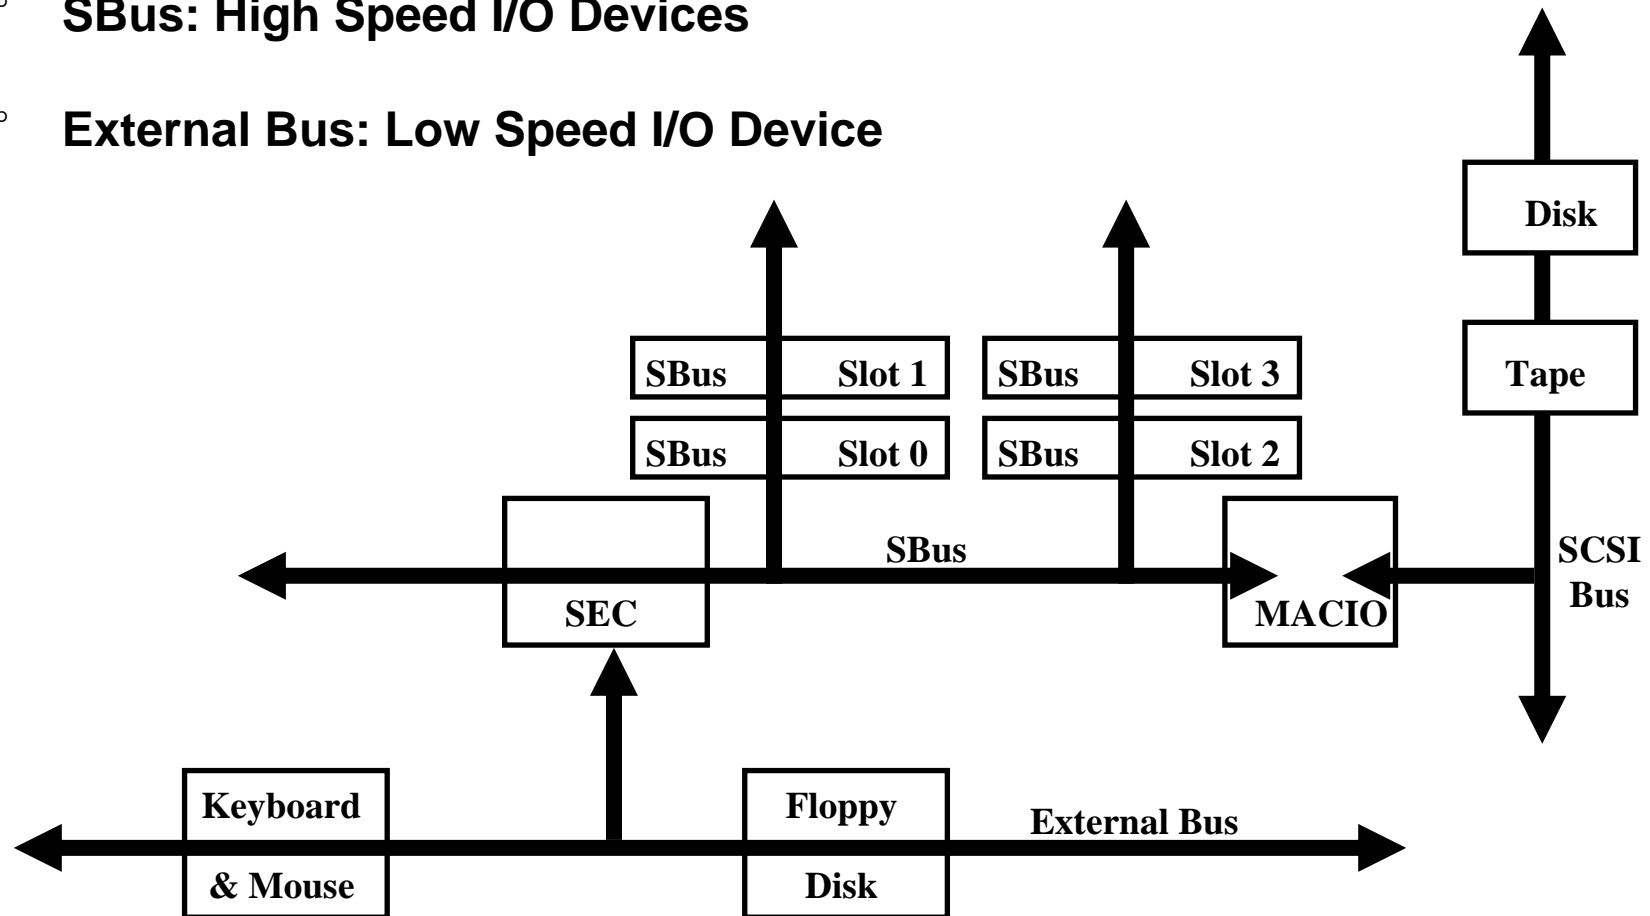 ° SBus: High Speed I/O Devices
° External Bus: Low Speed I/O Device
Disk
Tape
SBus Slot 1
SBus Slot 3
SBus Slot 0
SBus Slot 2
SBus
SCSI
Bus
SEC
MACIO
Keyboard
& Mouse
Floppy
Disk
External Bus